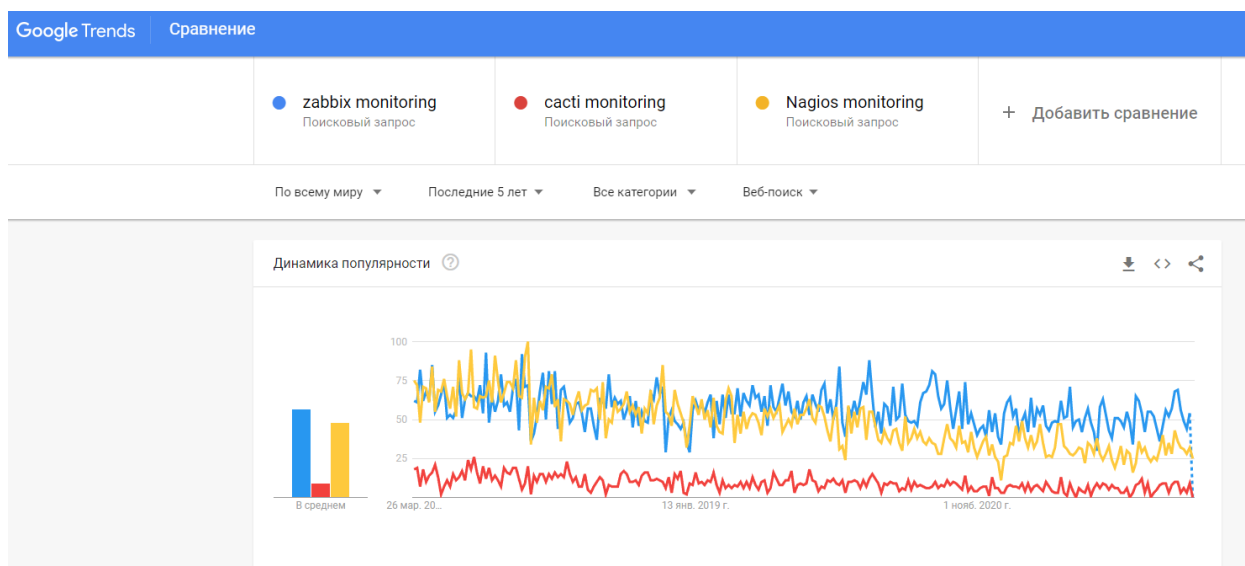 Google Trends Сравнение
zabbix monitoring
Поисковый запрос
cacti monitoring
Поисковый запрос
Nagios monitoring
Поисковый запрос
+ Добавить сравнение
По всему миру
Последние 5 лет
Все категории
Веб-поиск
Динамика популярности ?
100
75
50
25
В среднем
26 мар. 20...
13 янв. 2019 г.
1 нояб. 2020 г.